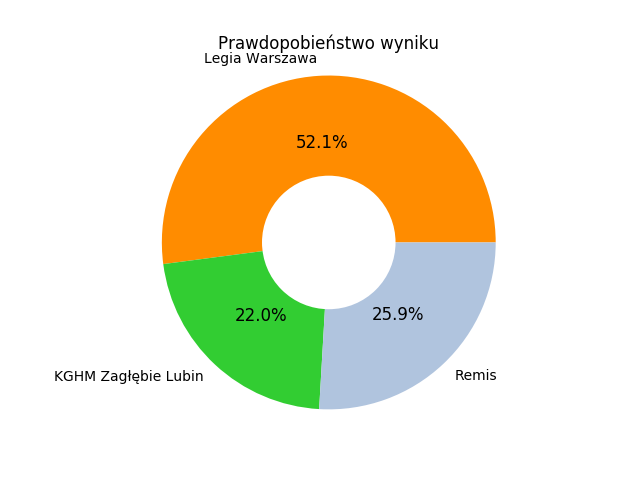 Prawdopobieństwo wyniku
Legia Warszawa
52.1%
22.0%
25.9%
KGHM Zagłębie Lubin
Remis